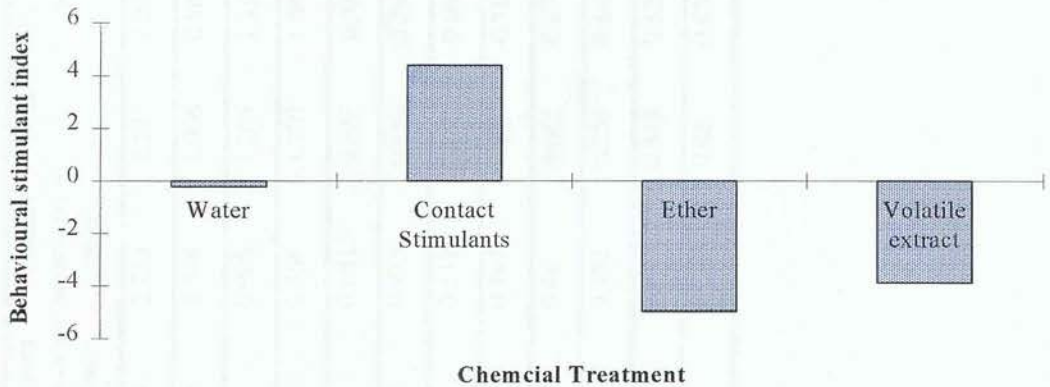 Behavioural stimulant index
6
4
2
0
-2
-4
-6
Water
Contact
Stimulants
Ether
Volatile
extract
Chemcial Treatment